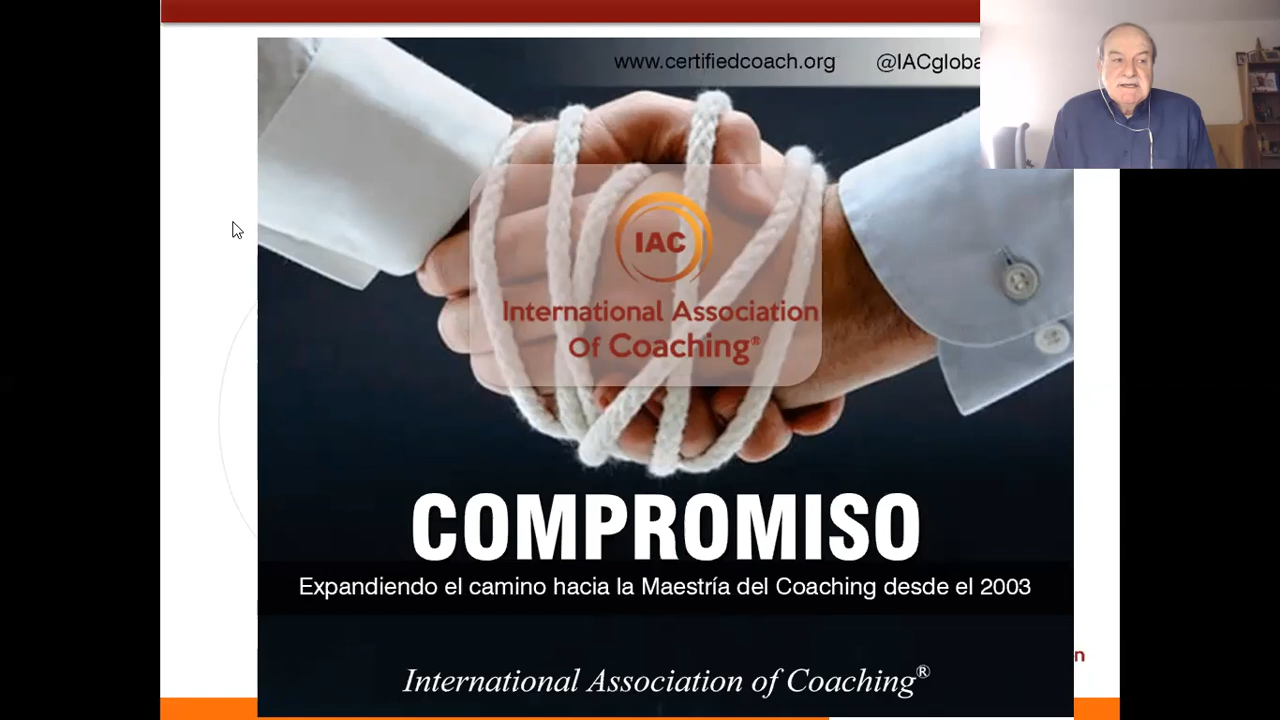 www.certifiedcoach.org @IACgloba
IAC
International Association
Of Coaching®
COMPROMISO
Expandiendo el camino hacia la Maestría del Coaching desde el 2003
International Association of Coaching®
n